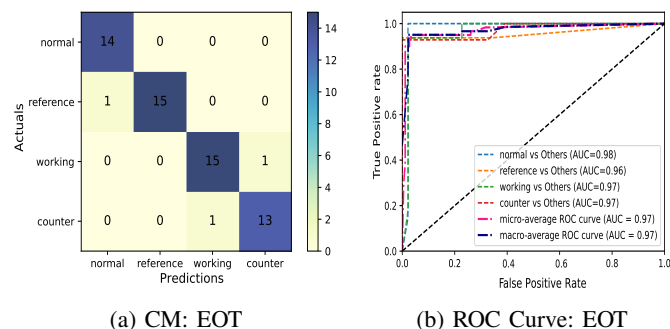 normal
reference
working
counter
Actuals
14 0 0 0
1 15 0 0
0 0 15 1
0 0 1 13
normal reference working counter
Predictions
14
12
10
8
6
4
2
0
(a) CM: EOT
True Positive rate
1.0
0.8
0.6
0.4
0.2
0.0
normal vs Others (AUC=0.98)
reference vs Others (AUC=0.96)
working vs Others (AUC=0.97)
counter vs Others (AUC=0.97)
micro-average ROC curve (AUC = 0.97)
macro-average ROC curve (AUC = 0.97)
0.0 0.2 0.4 0.6 0.8 1.0
False Positive Rate
(b) ROC Curve: EOT